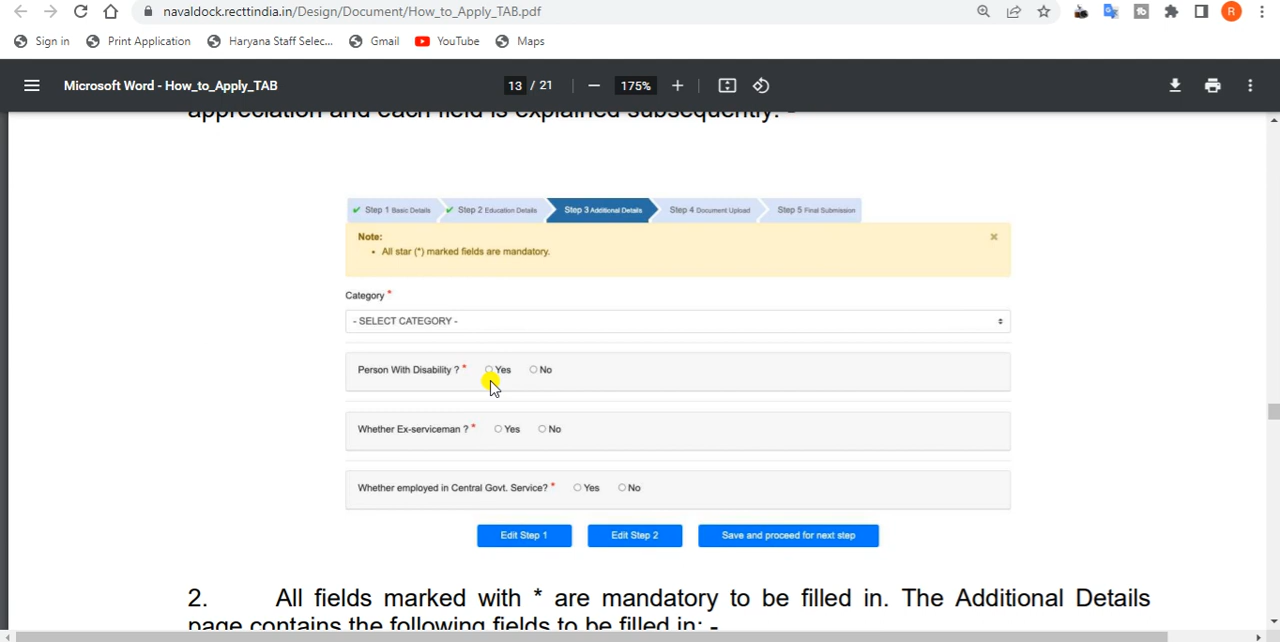 navaldock.recttindia.in/Design/Document/How_to_Apply_TAB.pdf
R
Sign in
Print Application
Haryana Staff Selec...
Gmail
YouTube
Maps
Microsoft Word - How_to_Apply_TAB
13 / 21
175%
appreciation and each field is explained subsequently: -
✔ Step 1 Basic Details
✔ Step 2 Education Details
Step 3 Additional Details
Step 4 Document Upload
Step 5 Final Submission
Note:
• All star (*) marked fields are mandatory.
Category *
- SELECT CATEGORY -
Person With Disability ? * Yes No
Whether Ex-serviceman ? * Yes No
Whether employed in Central Govt. Service? * Yes No
Edit Step 1
Edit Step 2
Save and proceed for next step
2. All fields marked with * are mandatory to be filled in. The Additional Details
page contains the following fields to be filled in: -